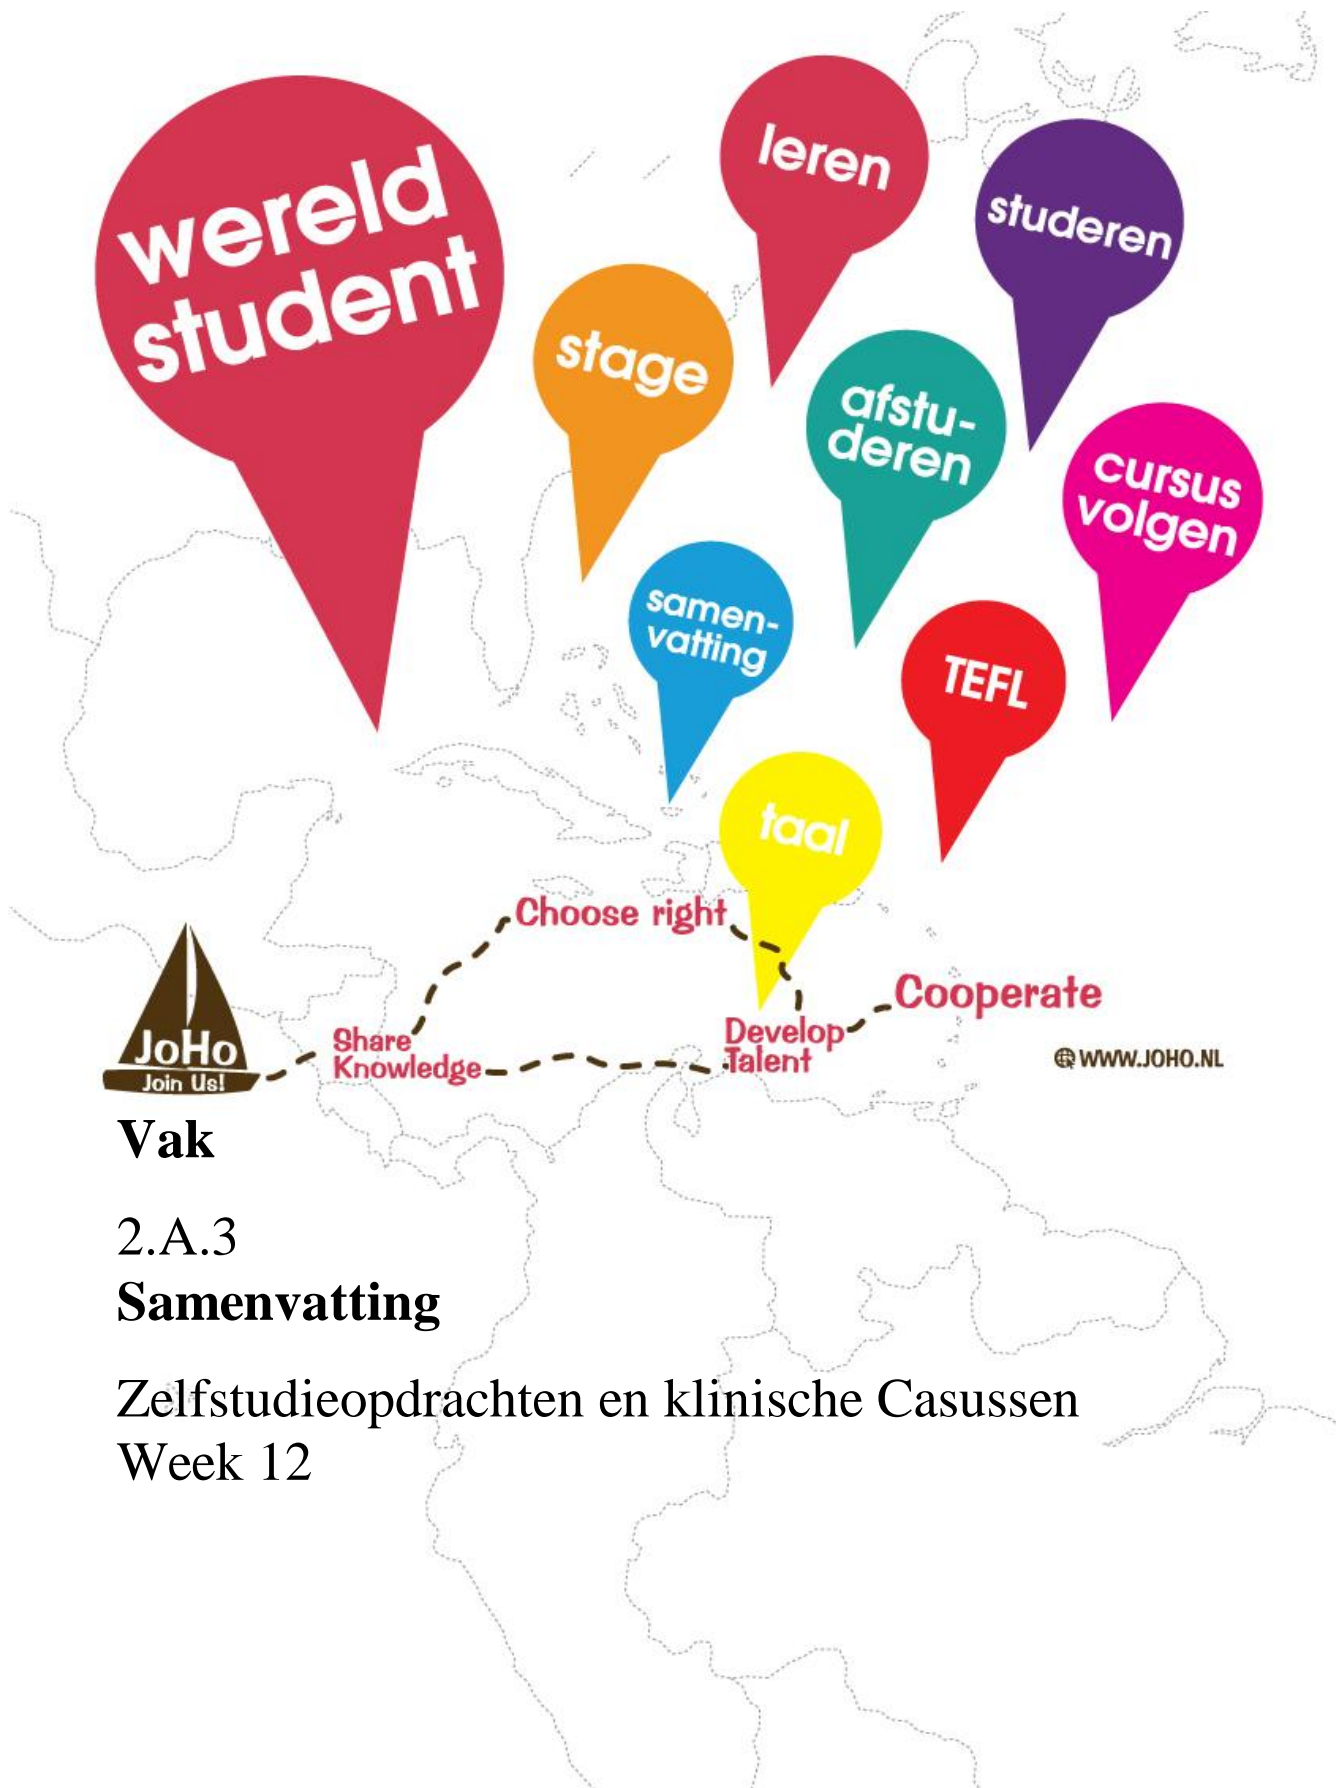 wereld
student
leren
studeren
stage
afstu-
deren
cursus
volgen
samen-
vatting
TEFL
taal
Choose right
Cooperate
Share
Knowledge
Develop
Talent
JoHo
Join Us!
WWW.JOHO.NL
Vak
2.A.3
Samenvatting
Zelfstudieopdrachten en klinische Casussen
Week 12